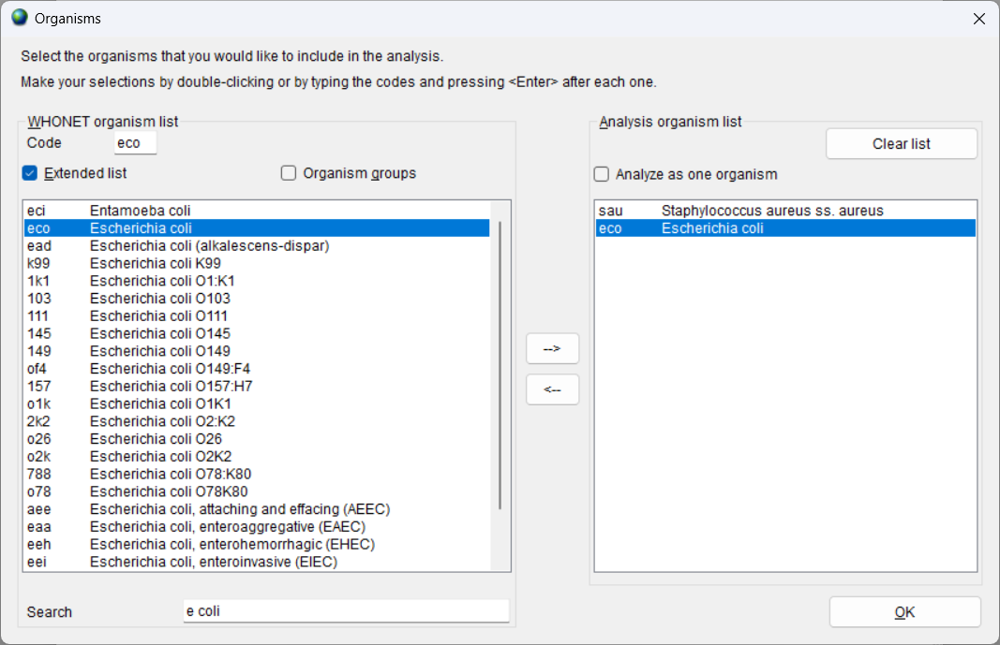 Organisms
Select the organisms that you would like to include in the analysis.
Make your selections by double-clicking or by typing the codes and pressing <Enter> after each one.
WHONET organism list
Code eco
Extended list Organism groups
eci Entamoeba coli
eco Escherichia coli
ead Escherichia coli (alkalescens-dispar)
k99 Escherichia coli K99
1k1 Escherichia coli O1:K1
103 Escherichia coli O103
111 Escherichia coli O111
145 Escherichia coli O145
149 Escherichia coli O149
of4 Escherichia coli O149:F4
157 Escherichia coli O157:H7
o1k Escherichia coli O1K1
2k2 Escherichia coli O2:K2
o26 Escherichia coli O26
o2k Escherichia coli O2K2
788 Escherichia coli O78:K80
o78 Escherichia coli O78K80
aee Escherichia coli, attaching and effacing (AEEC)
eaa Escherichia coli, enteroaggregative (EAEC)
eeh Escherichia coli, enterohemorrhagic (EHEC)
eei Escherichia coli, enteroinvasive (EIEC)
Search e coli
-->
<--
Analysis organism list
Clear list
Analyze as one organism
sau Staphylococcus aureus ss. aureus
eco Escherichia coli
OK